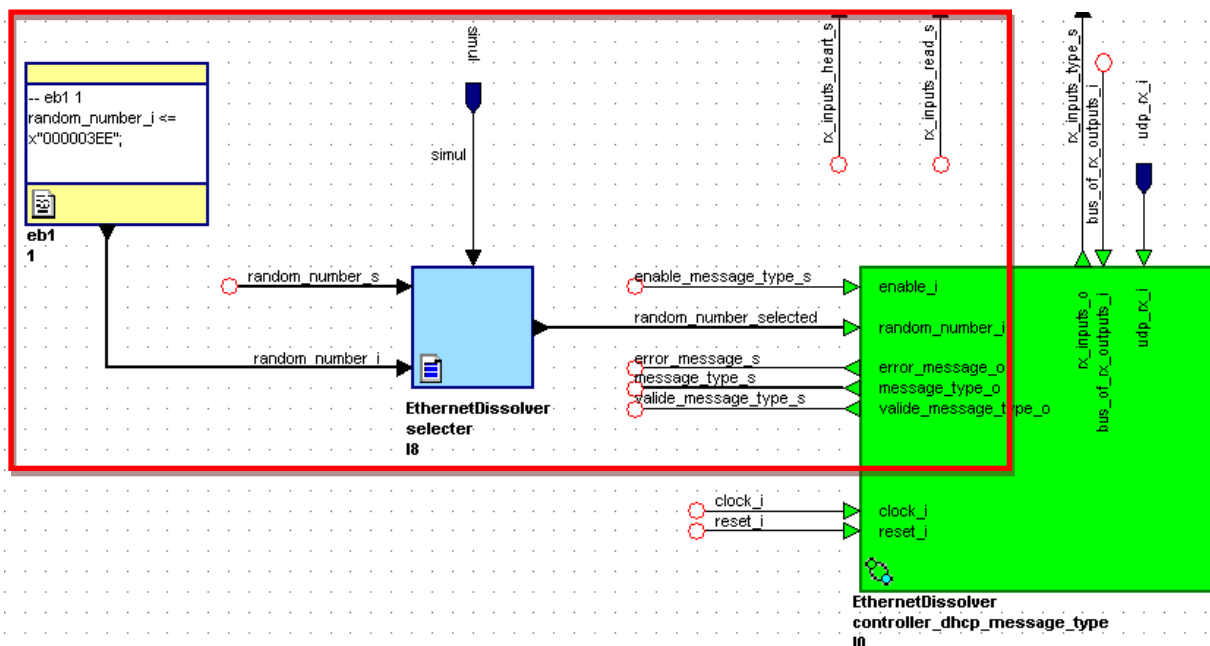 simul
rx_inputs_heart_s
rx_inputs_read_s
rx_inputs_type_s
bus_of_rx_outputs_i
udp_rx_i
-- eb1 1
random_number_i <=
x"000003EE";
eb1
1
simul
random_number_s
random_number_i
EthernetDissolver
selecter
I8
enable_message_type_s
random_number_selected
error_message_s
message_type_s
valide_message_type_s
enable_i
random_number_i
error_message_o
message_type_o
valide_message_type_o
rx_inputs_o
bus_of_rx_outputs_i
udp_rx_i
clock_i
reset_i
clock_i
reset_i
EthernetDissolver
controller_dhcp_message_type
I0